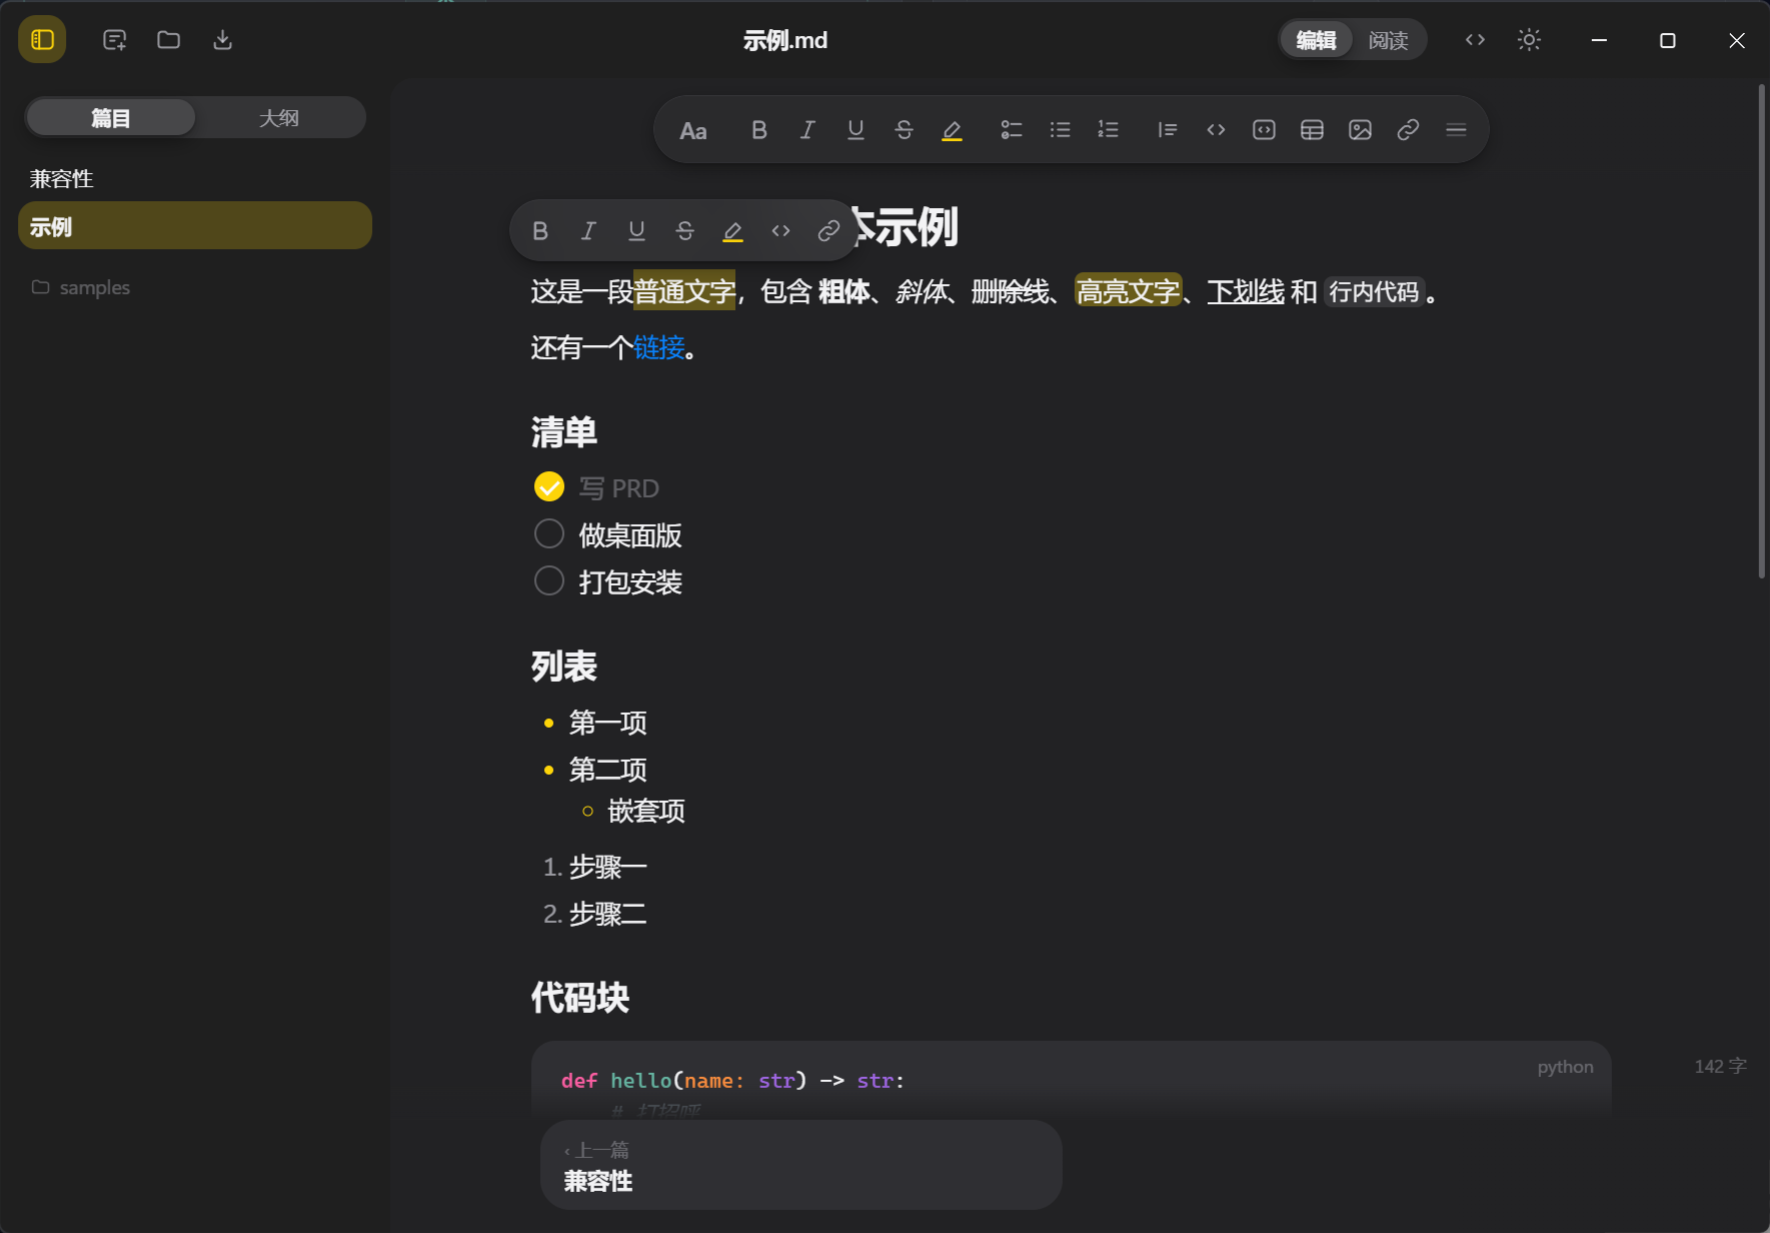 示例.md
编辑 阅读
篇目 大纲
兼容性
示例
samples
Aa B I U S
B I U S
本示例
这是一段普通文字，包含 粗体、斜体、删除线、高亮文字、下划线 和 行内代码。
还有一个链接。
清单
写 PRD
做桌面版
打包安装
列表
• 第一项
• 第二项
◦ 嵌套项
1. 步骤一
2. 步骤二
代码块
python
142 字
def hello(name: str) -> str:
# 打招呼
‹ 上一篇
兼容性